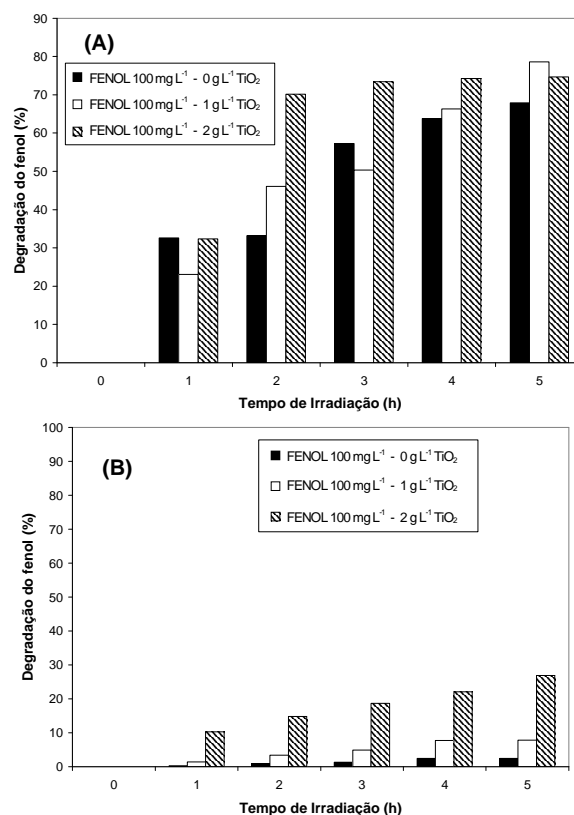 (A)
FENOL 100 mg L⁻¹ - 0 g L⁻¹ TiO₂
FENOL 100 mg L⁻¹ - 1 g L⁻¹ TiO₂
FENOL 100 mg L⁻¹ - 2 g L⁻¹ TiO₂
Degradação do fenol (%)
90
80
70
60
50
40
30
20
10
0
0 1 2 3 4 5
Tempo de Irradiação (h)
(B)
FENOL 100 mg L⁻¹ - 0 g L⁻¹ TiO₂
FENOL 100 mg L⁻¹ - 1 g L⁻¹ TiO₂
FENOL 100 mg L⁻¹ - 2 g L⁻¹ TiO₂
Degradação do fenol (%)
100
90
80
70
60
50
40
30
20
10
0
0 1 2 3 4 5
Tempo de Irradiação (h)